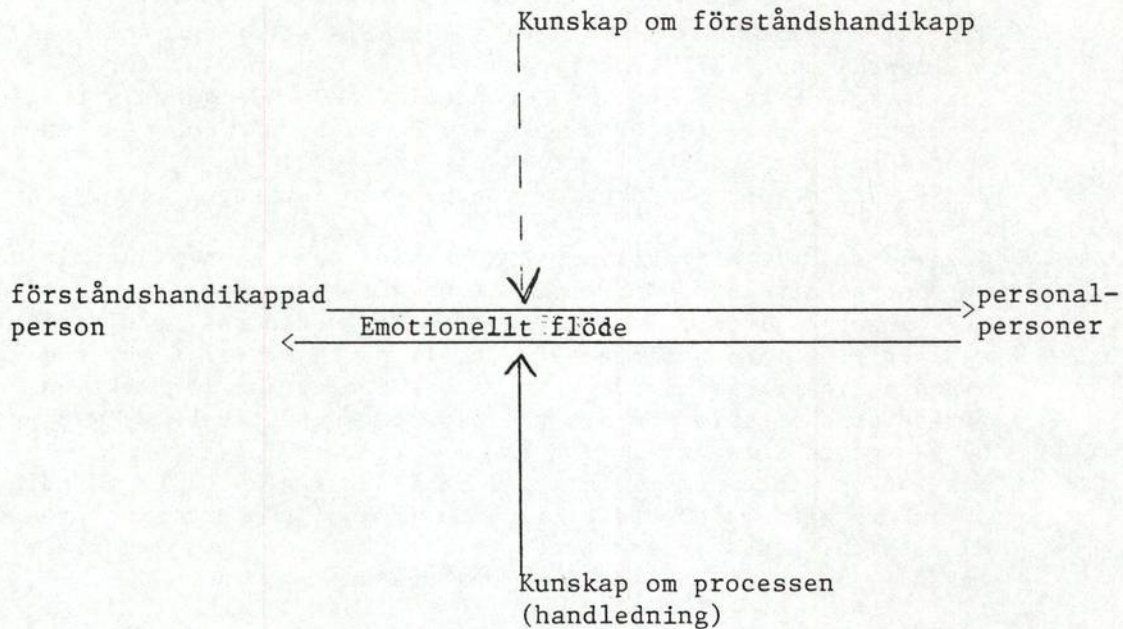 Kunskap om förståndshandikapp
förståndshandikappad
person
Emotionellt flöde
personal-
personer
Kunskap om processen
(handledning)